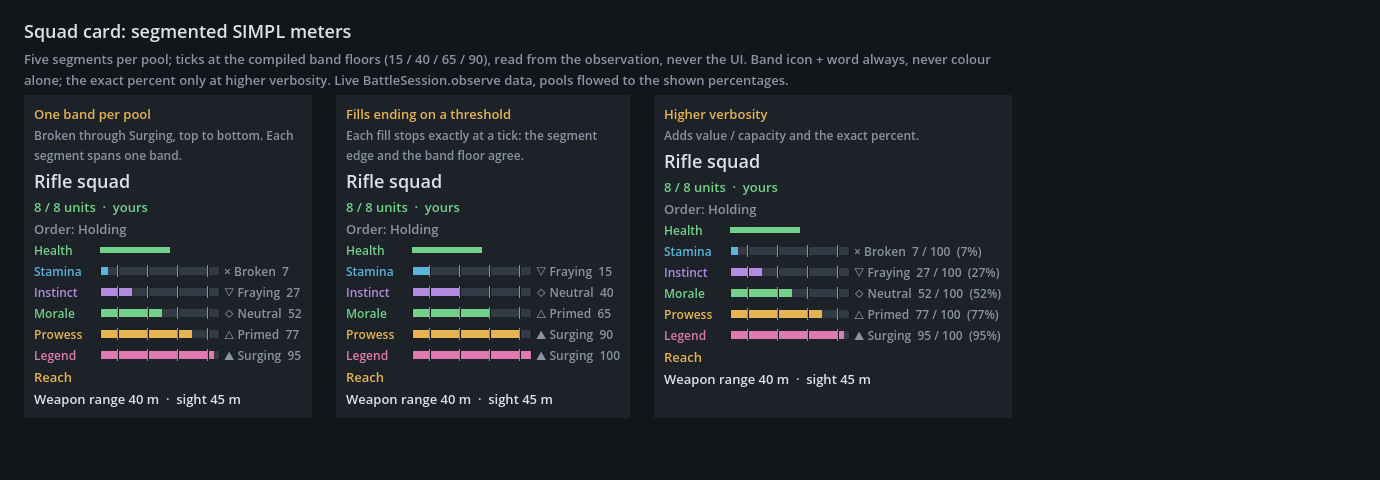 Squad card: segmented SIMPL meters
Five segments per pool; ticks at the compiled band floors (15 / 40 / 65 / 90), read from the observation, never the UI. Band icon + word always, never colour
alone; the exact percent only at higher verbosity. Live BattleSession.observe data, pools flowed to the shown percentages.
One band per pool
Broken through Surging, top to bottom. Each
segment spans one band.
Rifle squad
8 / 8 units · yours
Order: Holding
Health
Stamina × Broken 7
Instinct ▽ Fraying 27
Morale ◇ Neutral 52
Prowess △ Primed 77
Legend ▲ Surging 95
Reach
Weapon range 40 m · sight 45 m
Fills ending on a threshold
Each fill stops exactly at a tick: the segment
edge and the band floor agree.
Rifle squad
8 / 8 units · yours
Order: Holding
Health
Stamina ▽ Fraying 15
Instinct ◇ Neutral 40
Morale △ Primed 65
Prowess ▲ Surging 90
Legend ▲ Surging 100
Reach
Weapon range 40 m · sight 45 m
Higher verbosity
Adds value / capacity and the exact percent.
Rifle squad
8 / 8 units · yours
Order: Holding
Health
Stamina × Broken 7 / 100 (7%)
Instinct ▽ Fraying 27 / 100 (27%)
Morale ◇ Neutral 52 / 100 (52%)
Prowess △ Primed 77 / 100 (77%)
Legend ▲ Surging 95 / 100 (95%)
Reach
Weapon range 40 m · sight 45 m